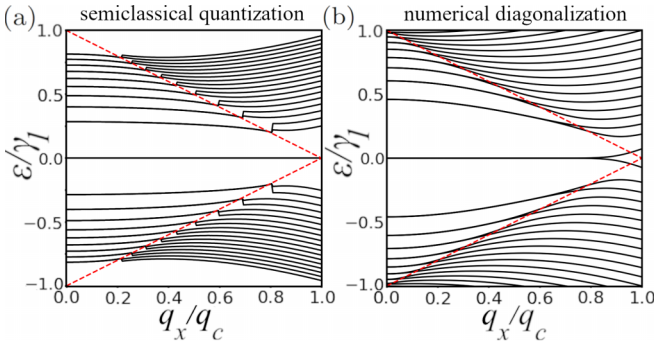 (a) semiclassical quantization
(b) numerical diagonalization
1.0
0.5
0.0
−0.5
−1.0
ε/γ1
0.0 0.2 0.4 0.6 0.8 1.0
qx/qc
1.0
0.5
0.0
−0.5
−1.0
ε/γ1
0.0 0.2 0.4 0.6 0.8 1.0
qx/qc